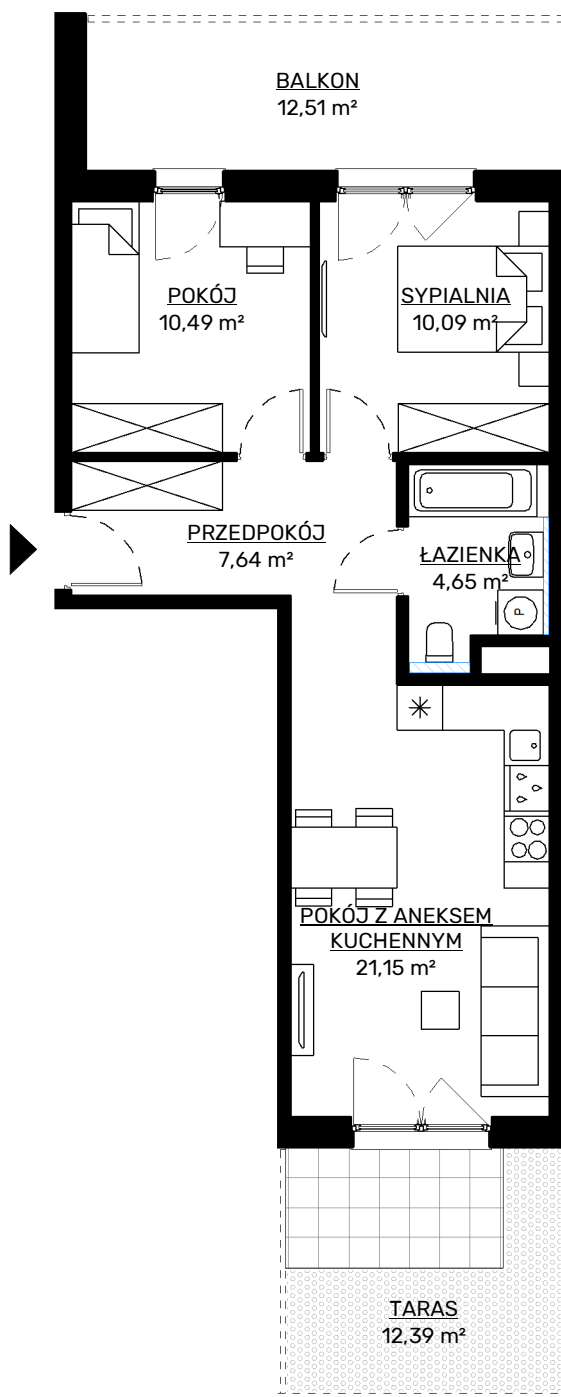 BALKON
12,51 m²
POKÓJ
10,49 m²
SYPIALNIA
10,09 m²
PRZEDPOKÓJ
7,64 m²
ŁAZIENKA
4,65 m²
P
POKÓJ Z ANEKSEM
KUCHENNYM
21,15 m²
TARAS
12,39 m²